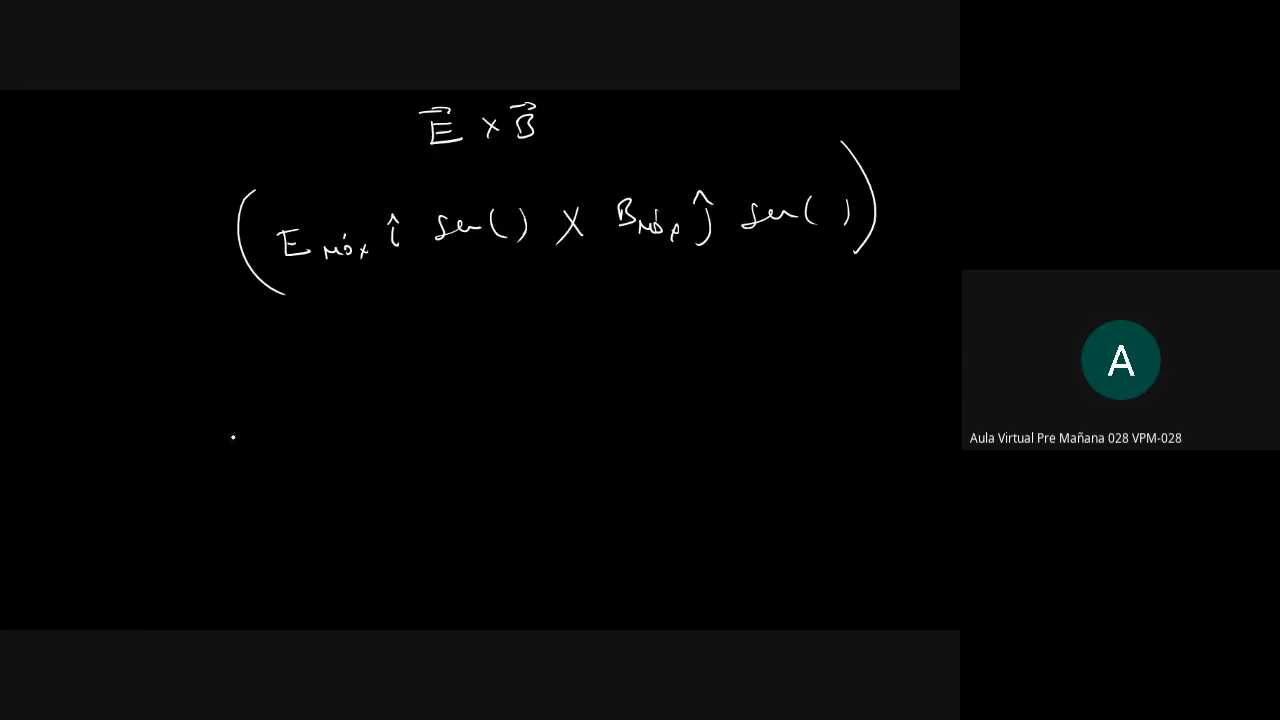 E⃗ × B⃗
(E máx î sen( ) X B máx ĵ sen( ))
A
Aula Virtual Pre Mañana 028 VPM-028